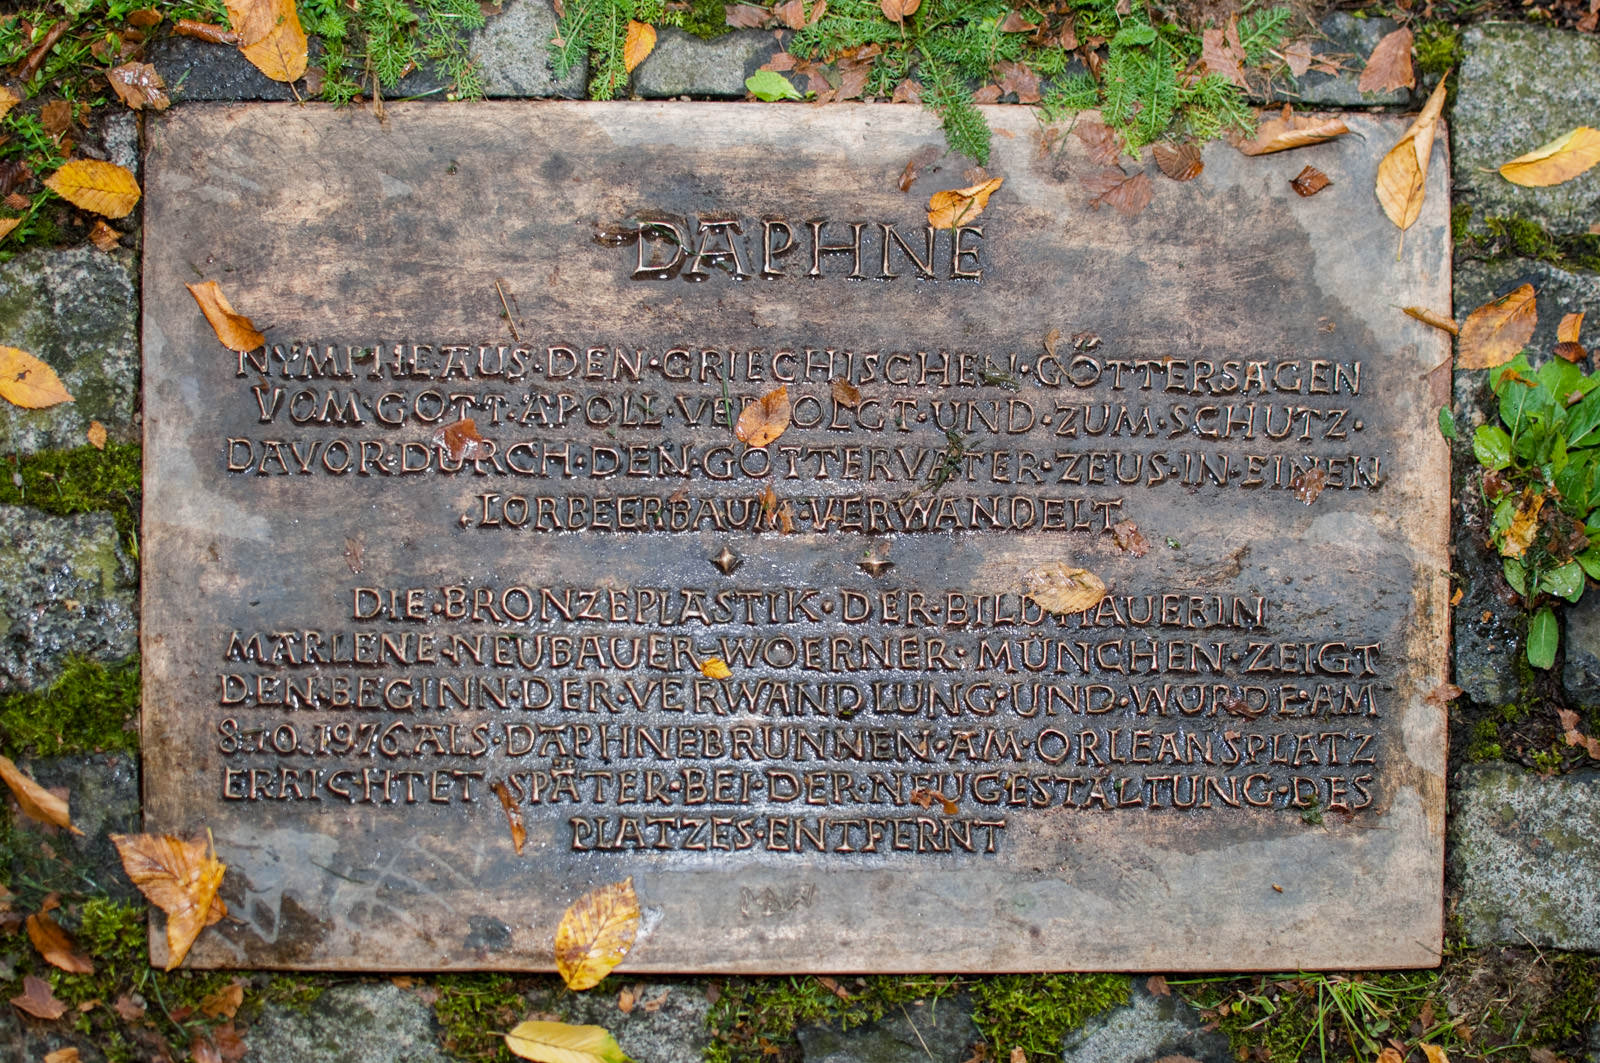 DAPHNE
NYMPHE AUS·DEN·GRIECHISCHEN·GÖTTERSAGEN
VOM·GOTT·APOLL·VERFOLGT·UND·ZUM·SCHUTZ·
DAVOR·DURCH·DEN·GÖTTERVATER·ZEUS·IN·EINEN
LORBEERBAUM·VERWANDELT
DIE·BRONZEPLASTIK·DER·BILDHAUERIN
MARLENE·NEUBAUER-WOERNER·MÜNCHEN·ZEIGT
DEN·BEGINN·DER·VERWANDLUNG·UND·WURDE·AM
8.10.1976 ALS·DAPHNEBRUNNEN·AM·ORLEANSPLATZ
ERRICHTET·SPÄTER·BEI·DER·NEUGESTALTUNG·DES
PLATZES·ENTFERNT